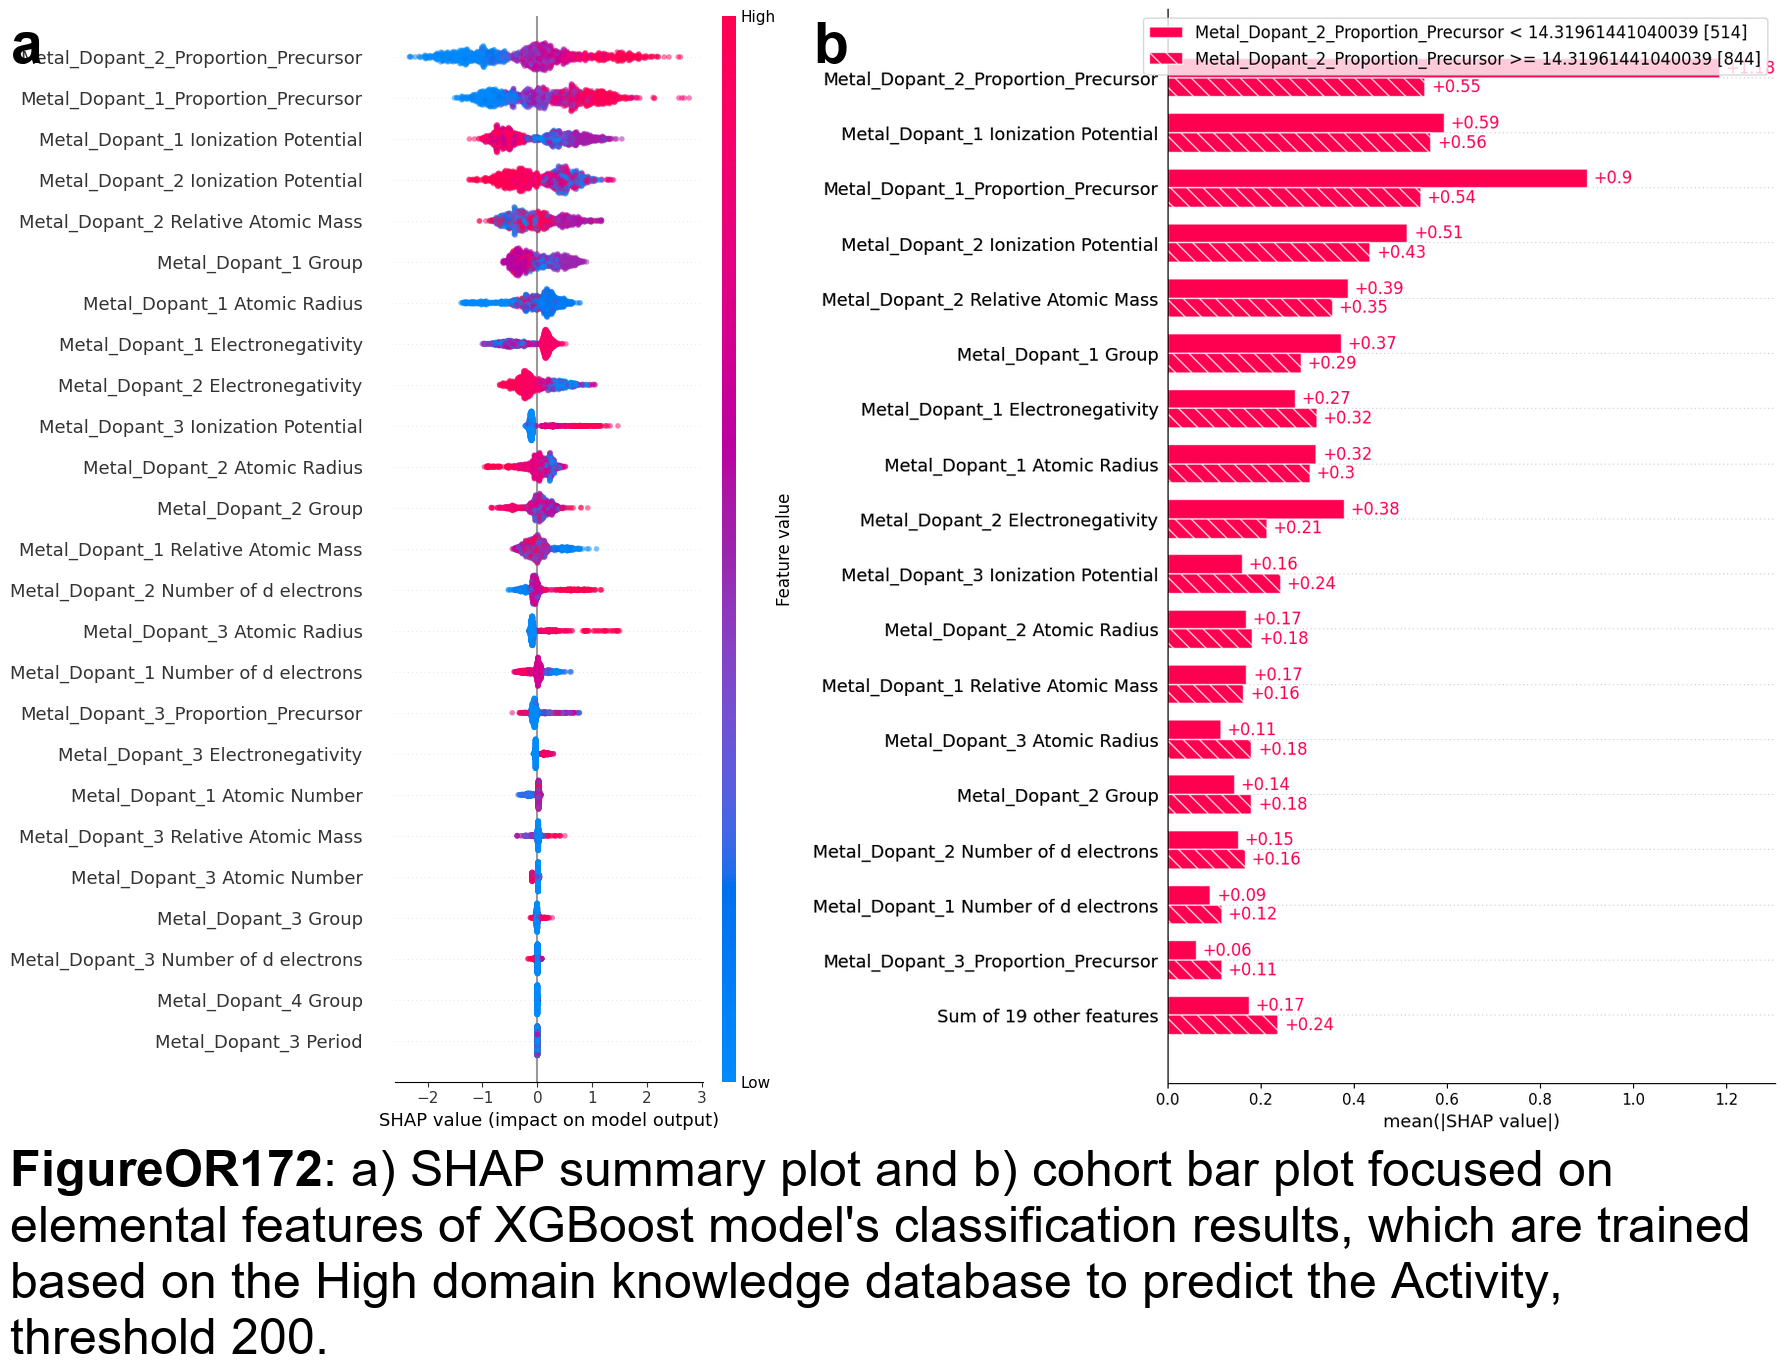 a
Metal_Dopant_2_Proportion_Precursor
Metal_Dopant_1_Proportion_Precursor
Metal_Dopant_1 Ionization Potential
Metal_Dopant_2 Ionization Potential
Metal_Dopant_2 Relative Atomic Mass
Metal_Dopant_1 Group
Metal_Dopant_1 Atomic Radius
Metal_Dopant_1 Electronegativity
Metal_Dopant_2 Electronegativity
Metal_Dopant_3 Ionization Potential
Metal_Dopant_2 Atomic Radius
Metal_Dopant_2 Group
Metal_Dopant_1 Relative Atomic Mass
Metal_Dopant_2 Number of d electrons
Metal_Dopant_3 Atomic Radius
Metal_Dopant_1 Number of d electrons
Metal_Dopant_3_Proportion_Precursor
Metal_Dopant_3 Electronegativity
Metal_Dopant_1 Atomic Number
Metal_Dopant_3 Relative Atomic Mass
Metal_Dopant_3 Atomic Number
Metal_Dopant_3 Group
Metal_Dopant_3 Number of d electrons
Metal_Dopant_4 Group
Metal_Dopant_3 Period
−2 −1 0 1 2 3
SHAP value (impact on model output)
High
Feature value
Low
b
Metal_Dopant_2_Proportion_Precursor < 14.31961441040039 [514]
Metal_Dopant_2_Proportion_Precursor >= 14.31961441040039 [844]
Metal_Dopant_2_Proportion_Precursor
+1.18
+0.55
Metal_Dopant_1 Ionization Potential
+0.59
+0.56
Metal_Dopant_1_Proportion_Precursor
+0.9
+0.54
Metal_Dopant_2 Ionization Potential
+0.51
+0.43
Metal_Dopant_2 Relative Atomic Mass
+0.39
+0.35
Metal_Dopant_1 Group
+0.37
+0.29
Metal_Dopant_1 Electronegativity
+0.27
+0.32
Metal_Dopant_1 Atomic Radius
+0.32
+0.3
Metal_Dopant_2 Electronegativity
+0.38
+0.21
Metal_Dopant_3 Ionization Potential
+0.16
+0.24
Metal_Dopant_2 Atomic Radius
+0.17
+0.18
Metal_Dopant_1 Relative Atomic Mass
+0.17
+0.16
Metal_Dopant_3 Atomic Radius
+0.11
+0.18
Metal_Dopant_2 Group
+0.14
+0.18
Metal_Dopant_2 Number of d electrons
+0.15
+0.16
Metal_Dopant_1 Number of d electrons
+0.09
+0.12
Metal_Dopant_3_Proportion_Precursor
+0.06
+0.11
Sum of 19 other features
+0.17
+0.24
0.0 0.2 0.4 0.6 0.8 1.0 1.2
mean(|SHAP value|)
FigureOR172: a) SHAP summary plot and b) cohort bar plot focused on
elemental features of XGBoost model's classification results, which are trained
based on the High domain knowledge database to predict the Activity,
threshold 200.